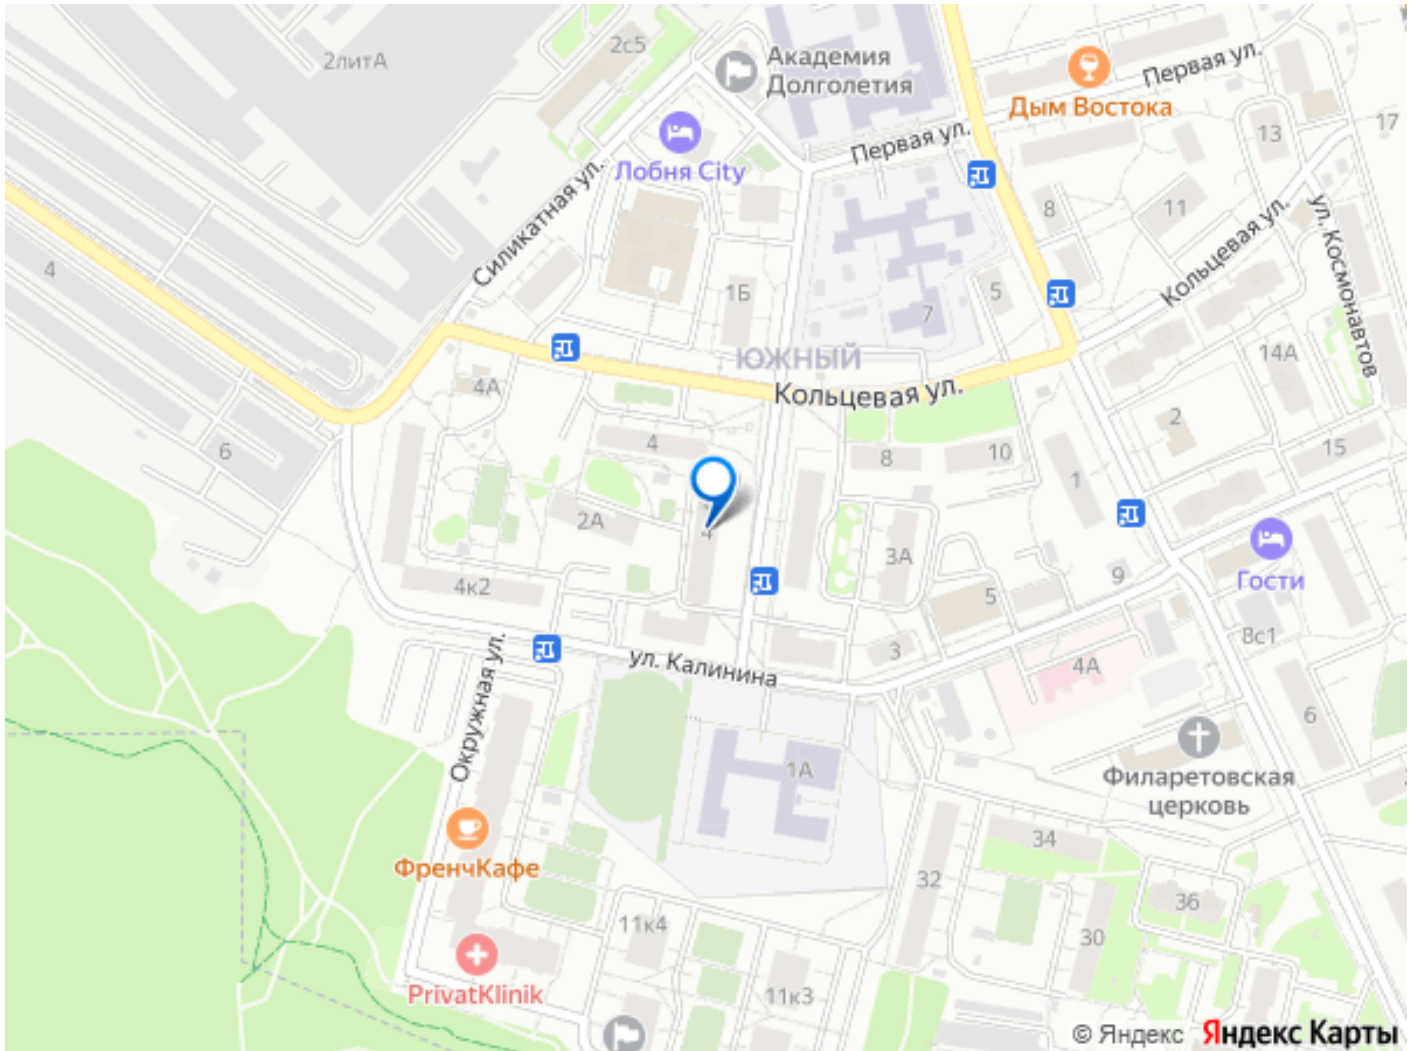 2с5
2литА
Академия
Долголетия
Дым Востока
Первая ул.
Первая ул.
17
13
Лобня City
Силикатная ул.
8
11
Кольцевая ул.
ул. Космонавтов
4
1Б
5
7
ЮЖНЫЙ
14А
4А
Кольцевая ул.
2
4
8
10
15
6
1
2А
4
3А
Гости
9
4к2
5
8с1
ул. Калинина
3
4А
Окружная ул.
6
1А
Филаретовская
церковь
ФренчКафе
34
32
36
11к4
30
PrivatKlinik
11к3
© Яндекс Яндекс Карты